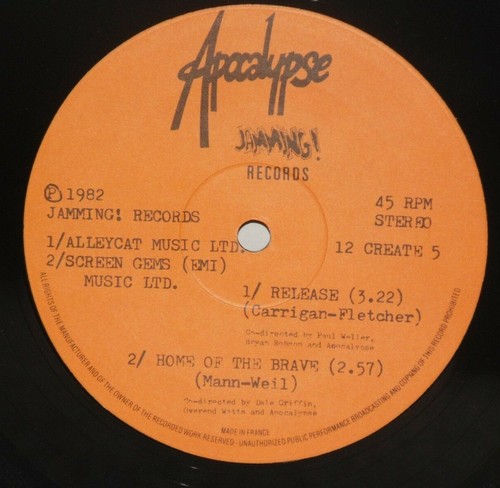 Apocalypse
JAMMING!
RECORDS
℗ 1982
45 RPM
JAMMING! RECORDS
STEREO
1/ALLEYCAT MUSIC LTD.
12 CREATE 5
2/SCREEN GEMS (EMI)
MUSIC LTD.
1/ RELEASE (3.22)
(Carrigan-Fletcher)
Co-directed by Paul Weller,
Bryan Robson and Apocalypse
2/ HOME OF THE BRAVE (2.57)
(Mann-Weil)
Co-directed by Dale Griffin,
Overend Watts and Apocalypse
MADE IN FRANCE
ALL RIGHTS OF THE MANUFACTURER AND OF THE OWNER OF THE RECORDED WORK RESERVED - UNAUTHORIZED PUBLIC PERFORMANCE BROADCASTING AND COPYING OF THIS RECORD PROHIBITED